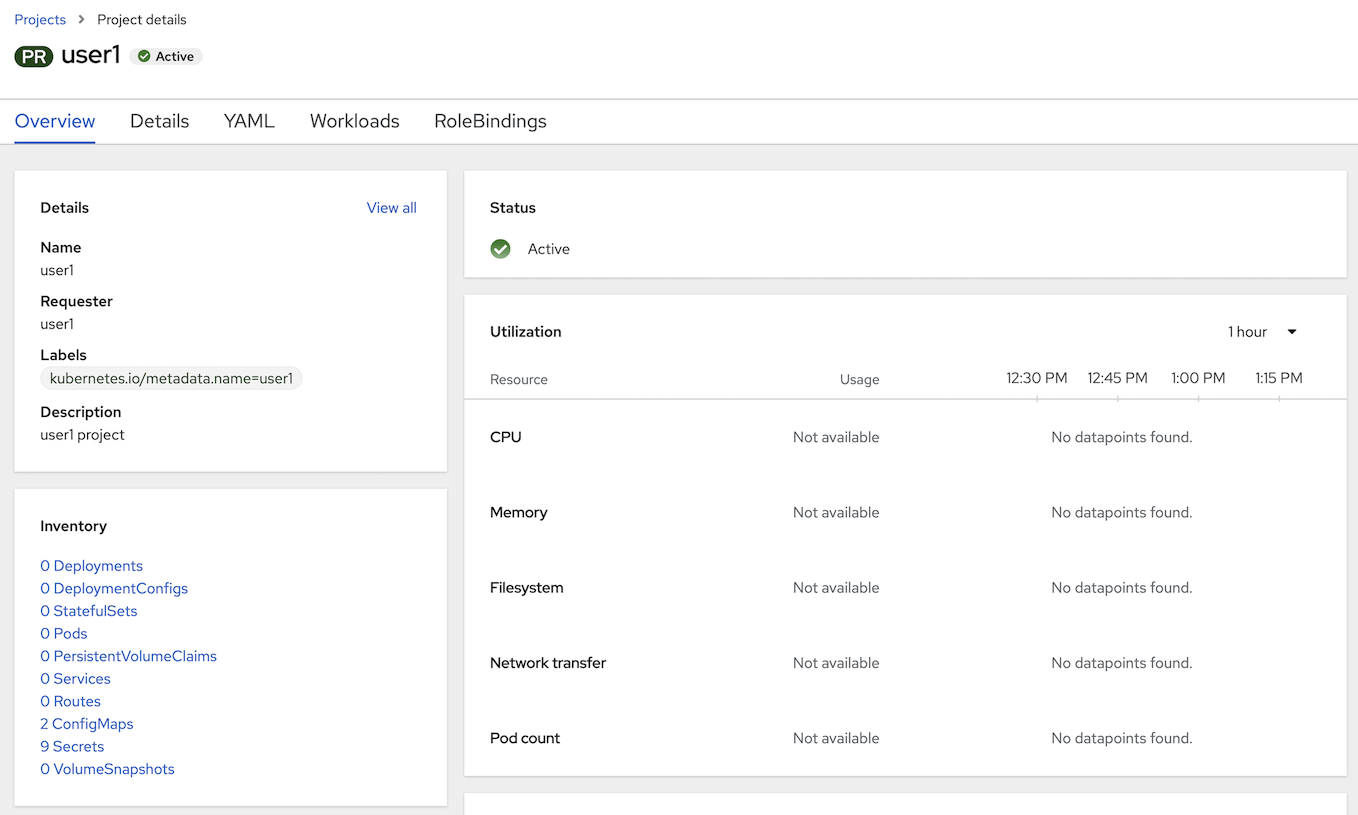 Projects > Project details
PR user1 Active
Overview Details YAML Workloads RoleBindings
Details View all
Name
user1
Requester
user1
Labels
kubernetes.io/metadata.name=user1
Description
user1 project
Inventory
0 Deployments
0 DeploymentConfigs
0 StatefulSets
0 Pods
0 PersistentVolumeClaims
0 Services
0 Routes
2 ConfigMaps
9 Secrets
0 VolumeSnapshots
Status
Active
Utilization 1 hour
Resource Usage 12:30 PM 12:45 PM 1:00 PM 1:15 PM
CPU Not available No datapoints found.
Memory Not available No datapoints found.
Filesystem Not available No datapoints found.
Network transfer Not available No datapoints found.
Pod count Not available No datapoints found.